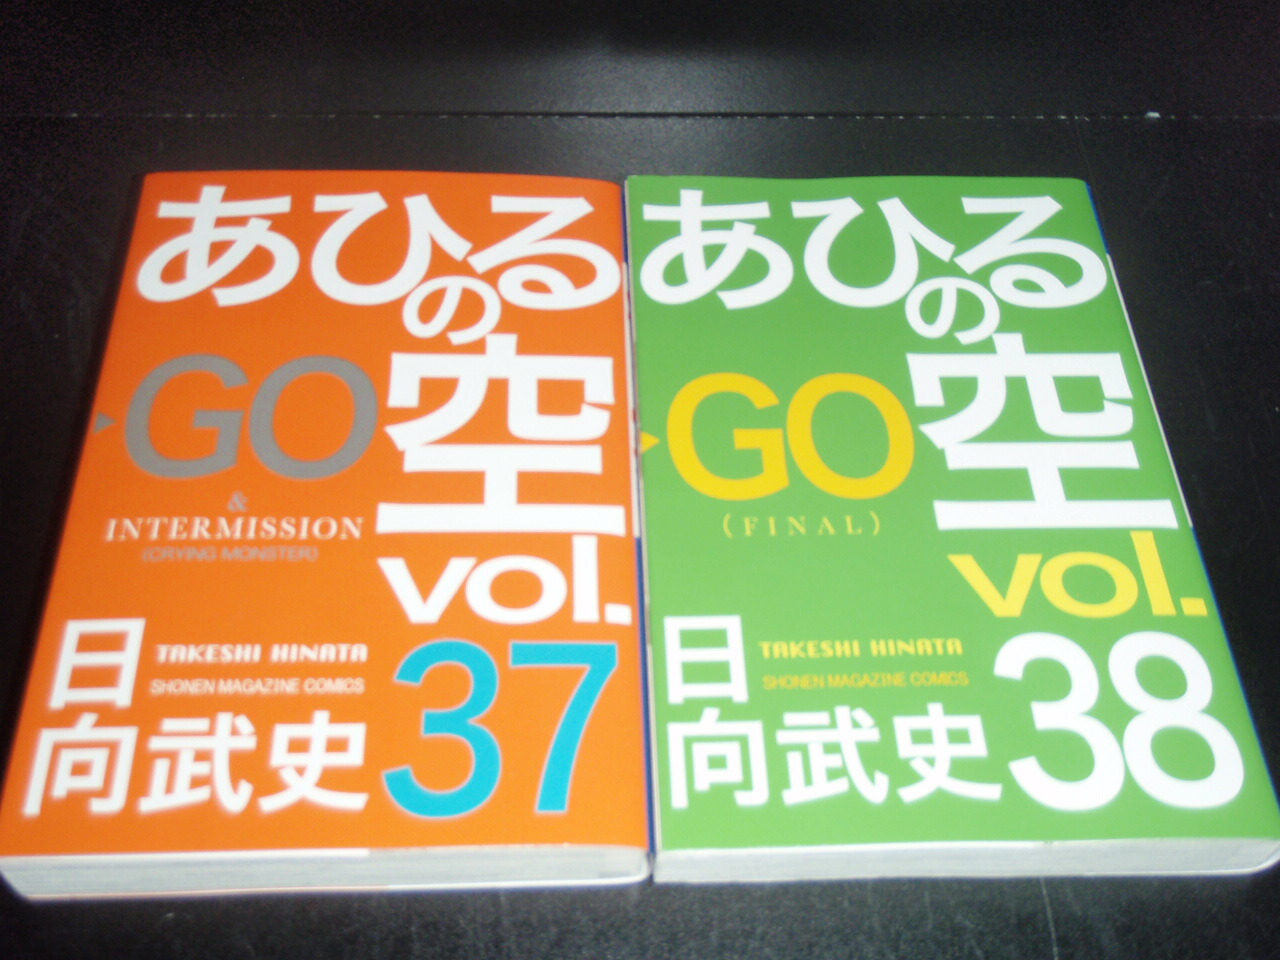 あひるの空
GO
&
INTERMISSION
(CRYING MONSTER)
vol.
37
日向武史
TAKESHI HINATA
SHONEN MAGAZINE COMICS
あひるの空
GO
(FINAL)
vol.
38
日向武史
TAKESHI HINATA
SHONEN MAGAZINE COMICS